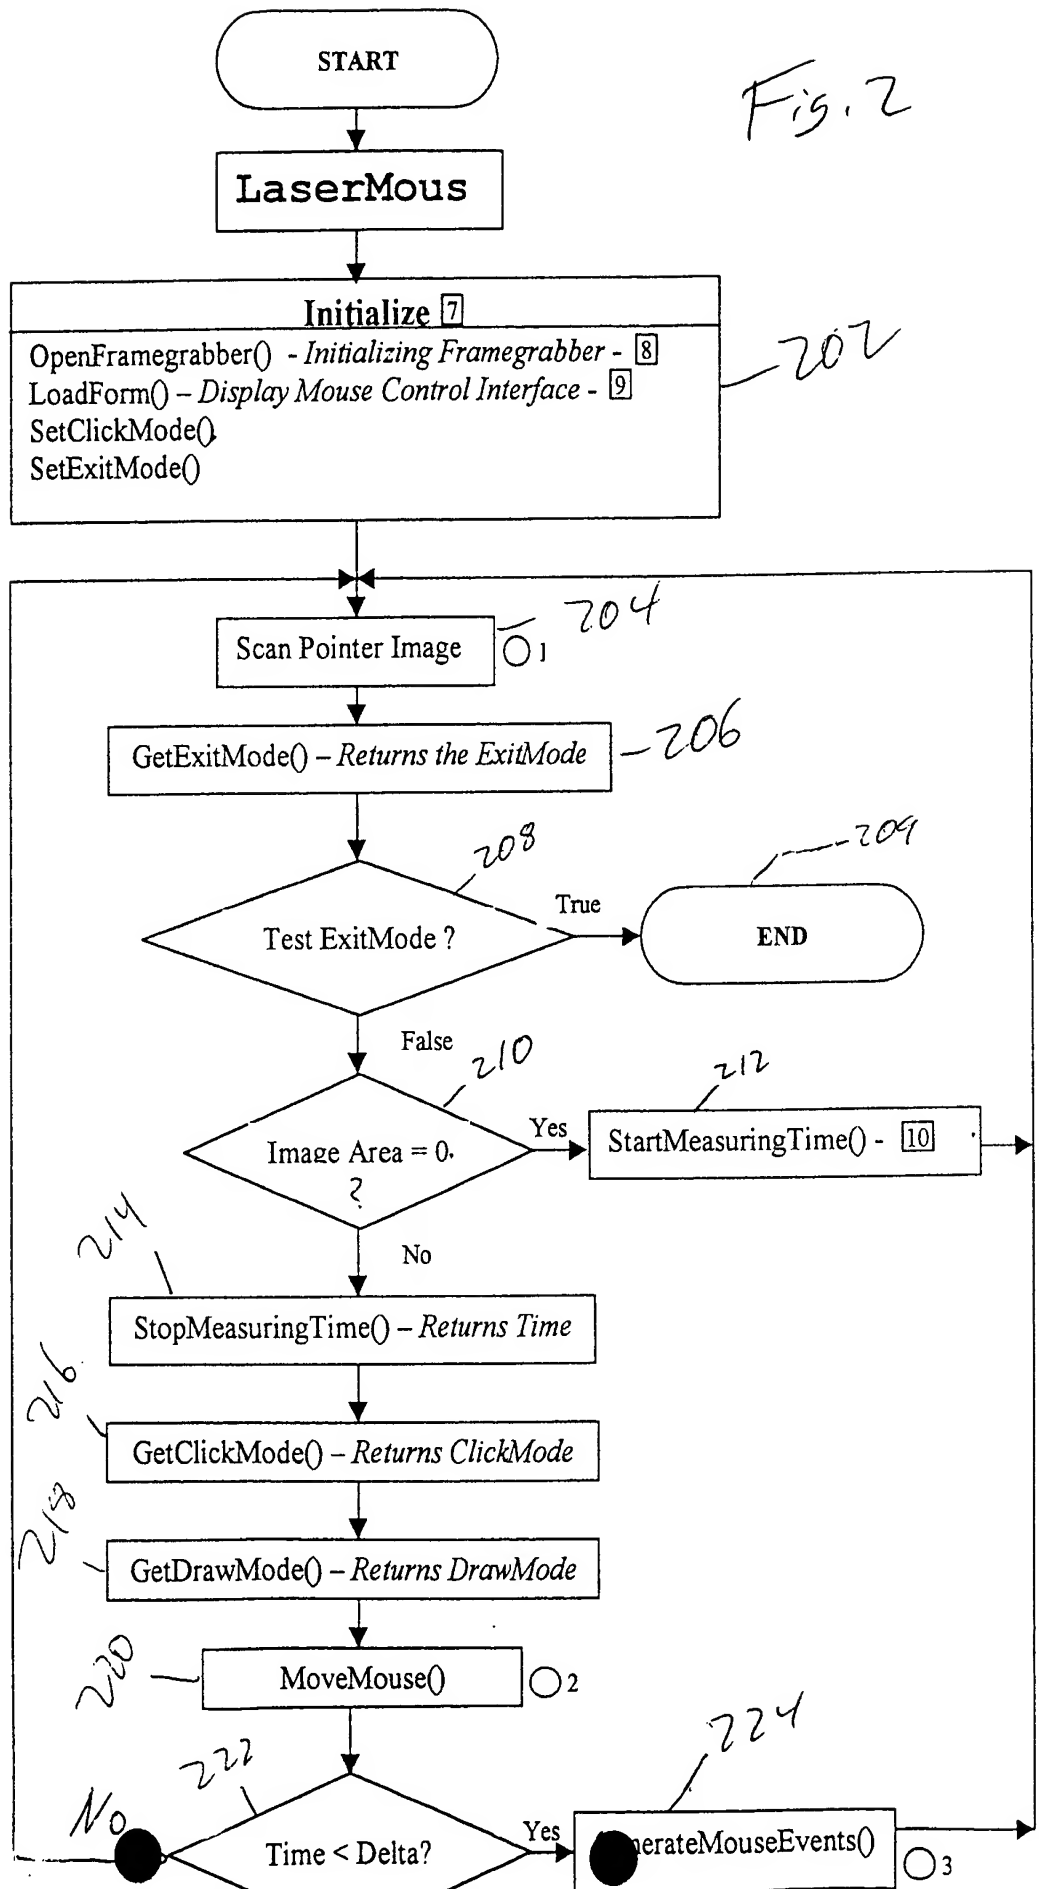 START
Fig. 2
LaserMous
Initialize 7
OpenFramegrabber() - Initializing Framegrabber - 8
LoadForm() – Display Mouse Control Interface - 9
SetClickMode()
SetExitMode()
202
Scan Pointer Image
1
204
GetExitMode() – Returns the ExitMode
206
208
209
Test ExitMode ?
True
END
False
210
212
Image Area = 0.
?
Yes
StartMeasuringTime() - 10
214
No
StopMeasuringTime() – Returns Time
216
GetClickMode() – Returns ClickMode
218
GetDrawMode() – Returns DrawMode
220
MoveMouse()
2
222
224
No
Time < Delta?
Yes
nerateMouseEvents()
3